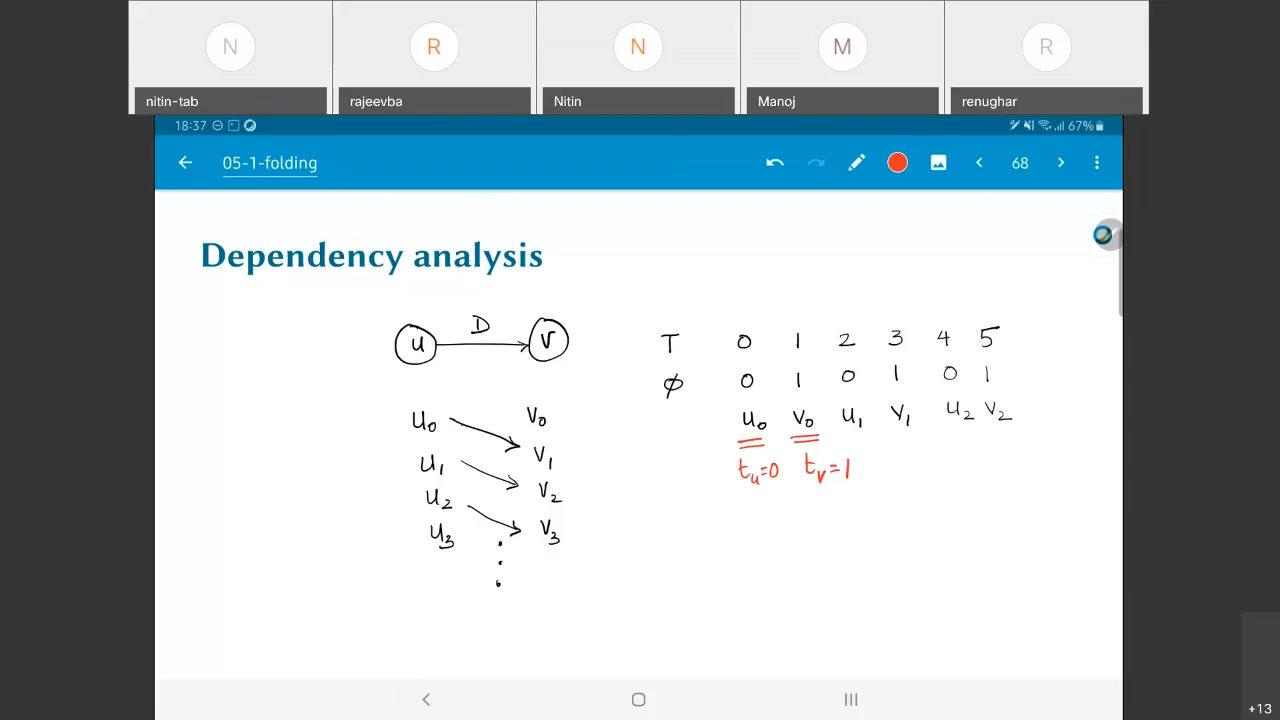 N R N M R
nitin-tab rajeevba Nitin Manoj renughar
18:37 67%
05-1-folding 68
Dependency analysis
u D v
T 0 1 2 3 4 5
ϕ 0 1 0 1 0 1
u₀ v₀ u₁ v₁ u₂ v₂
t_u=0 t_v=1
u₀ v₀
u₁ v₁
u₂ v₂
u₃ v₃
+13